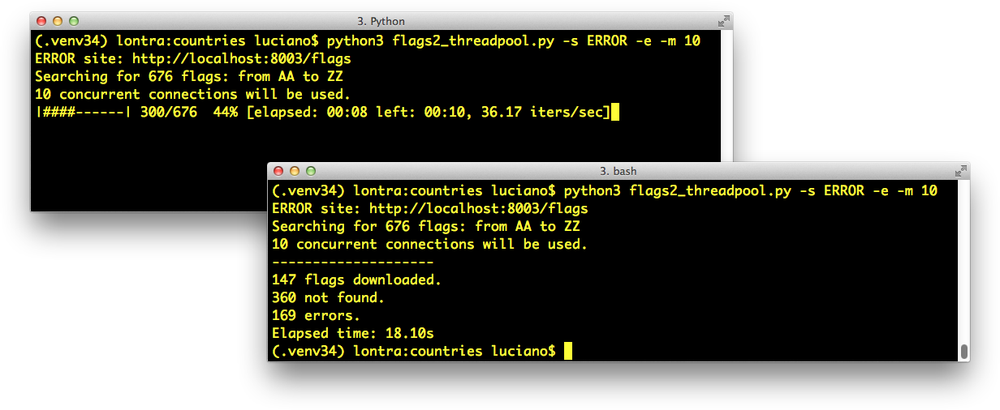 3. Python
(.venv34) lontra:countries luciano$ python3 flags2_threadpool.py -s ERROR -e -m 10
ERROR site: http://localhost:8003/flags
Searching for 676 flags: from AA to ZZ
10 concurrent connections will be used.
|####------| 300/676  44% [elapsed: 00:08 left: 00:10, 36.17 iters/sec]
3. bash
(.venv34) lontra:countries luciano$ python3 flags2_threadpool.py -s ERROR -e -m 10
ERROR site: http://localhost:8003/flags
Searching for 676 flags: from AA to ZZ
10 concurrent connections will be used.
--------------------
147 flags downloaded.
360 not found.
169 errors.
Elapsed time: 18.10s
(.venv34) lontra:countries luciano$